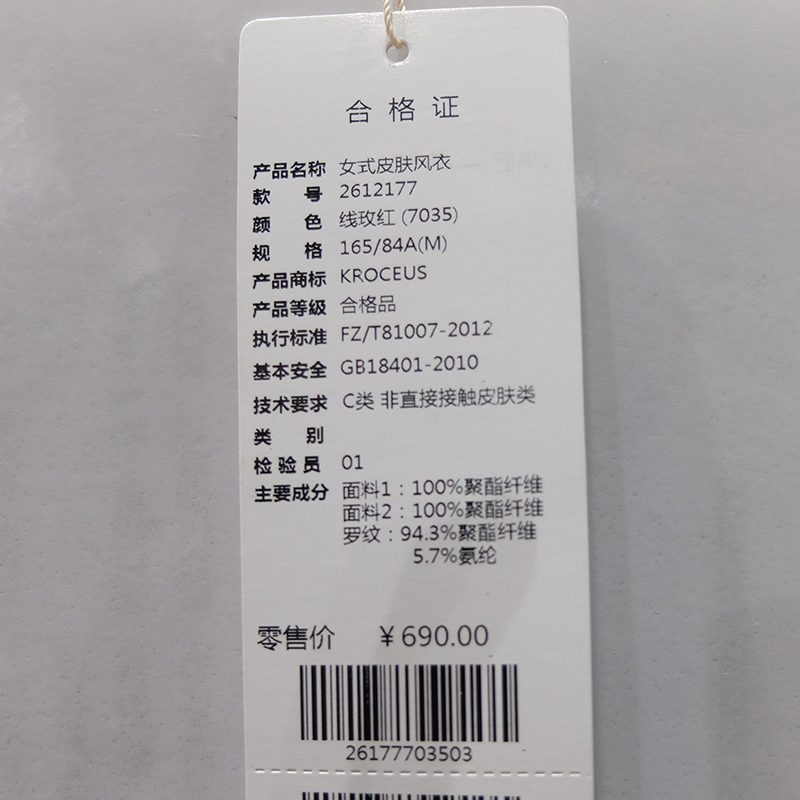 合格证
产品名称 女式皮肤风衣
款号 2612177
颜色 线玫红 (7035)
规格 165/84A(M)
产品商标 KROCEUS
产品等级 合格品
执行标准 FZ/T81007-2012
基本安全 GB18401-2010
技术要求 C类 非直接接触皮肤类
类别
检验员 01
主要成分 面料1：100%聚酯纤维
面料2：100%聚酯纤维
罗纹：94.3%聚酯纤维
5.7%氨纶
零售价 ¥690.00
26177703503